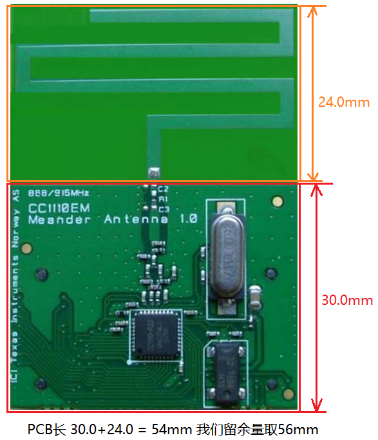 24.0mm
868/915MHz
C2
R1
CC1110EM
C3
Meander Antenna 1.0
30.0mm
(C) Texas Instruments Norway AS
PCB长 30.0+24.0 = 54mm 我们留余量取56mm